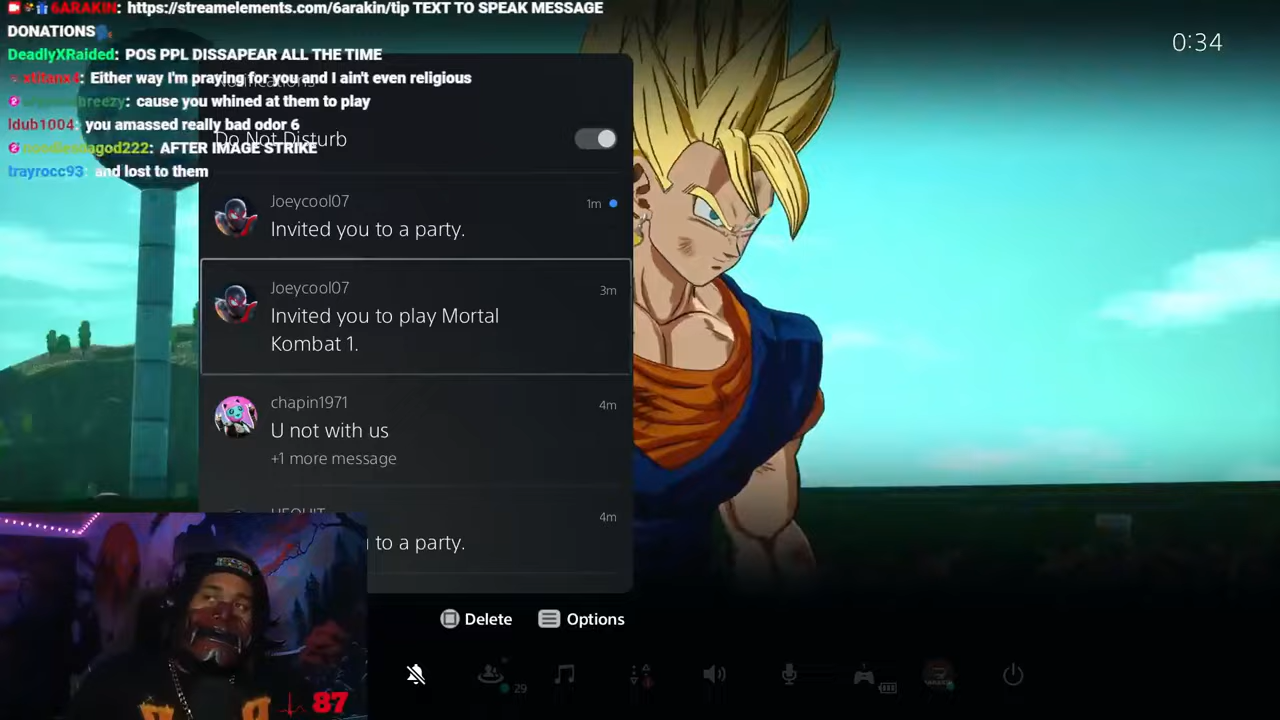 6ARAKIN: https://streamelements.com/6arakin/tip TEXT TO SPEAK MESSAGE
DONATIONS
DeadlyXRaided: POS PPL DISSAPEAR ALL THE TIME
: Either way I'm praying for you and I ain't even religious
: cause you whined at them to play
ldub1004: you amassed really bad odor 6
: AFTER IMAGE STRIKE
trayrocc93: and lost to them
0:34
Notifications
Do Not Disturb
Joeycool07
1m
Invited you to a party.
Joeycool07
3m
Invited you to play Mortal
Kombat 1.
chapin1971
4m
U not with us
+1 more message
4m
to a party.
Delete
Options
29
87